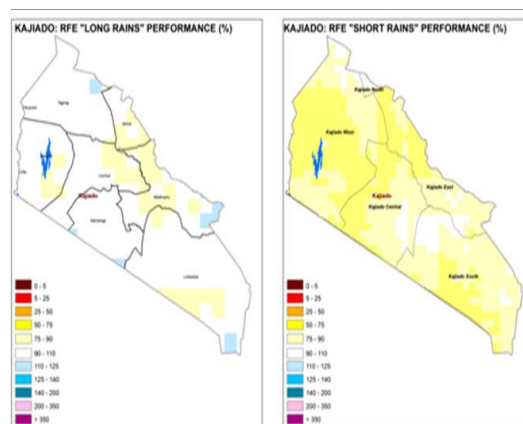 KAJIADO: RFE "LONG RAINS" PERFORMANCE (%)
Central
Kajiado
Namanga
0 - 5
5 - 25
25 - 50
50 - 75
75 - 90
90 - 110
110 - 125
125 - 140
140 - 200
200 - 350
> 350
KAJIADO: RFE "SHORT RAINS" PERFORMANCE (%)
Kajiado North
Kajiado West
Kajiado East
Kajiado
Kajiado Central
Kajiado South
0 - 5
5 - 25
25 - 50
50 - 75
75 - 90
90 - 110
110 - 125
125 - 140
140 - 200
200 - 350
> 350